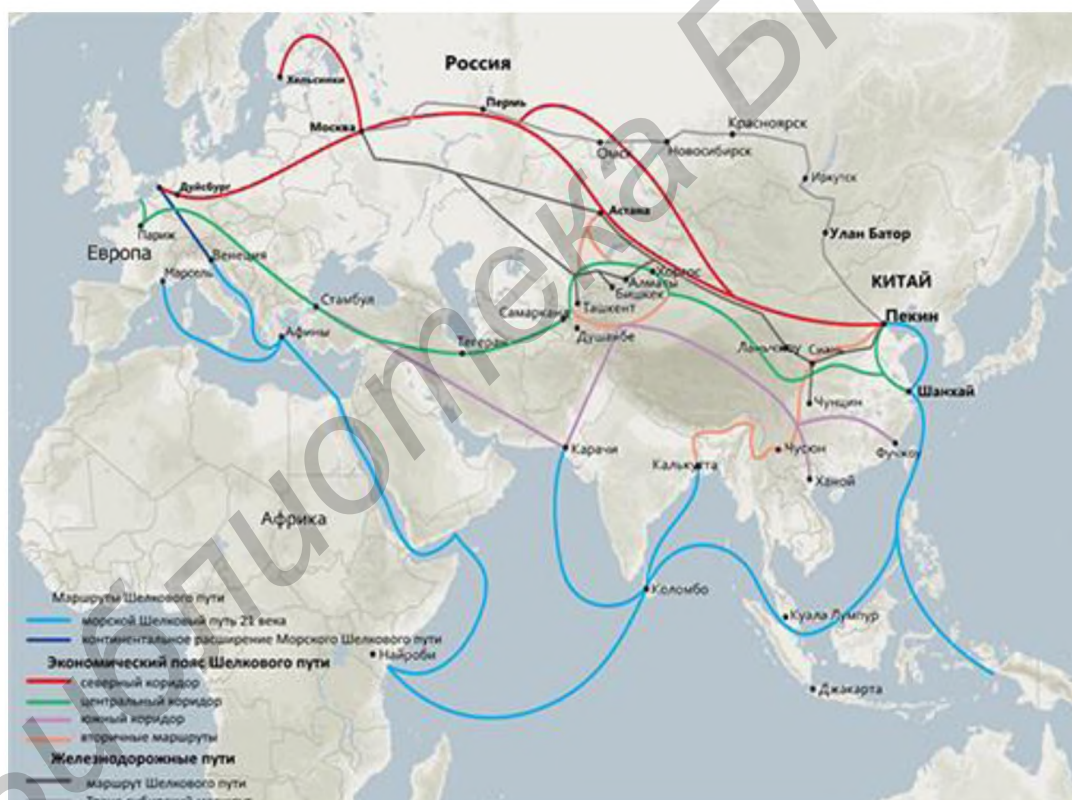 Россия
Хельсинки
Пермь
Москва
Красноярск
Омск
Новосибирск
Иркутск
Дуйсбург
Астана
Улан Батор
Париж
Европа
Венеция
Марсель
Хоргос
КИТАЙ
Алматы
Бишкек
Стамбул
Самарканд
Ташкент
Пекин
Афины
Душанбе
Тегеран
Сиань
Шанхай
Чунцин
Карачи
Чусюн
Фучжоу
Калькутта
Ханой
Африка
Коломбо
Маршруты Шелкового пути
морской Шелковый путь 21 века
Куала Лумпур
континентальное расширение Морского Шелкового пути
Найроби
Экономический пояс Шелкового пути
северный коридор
Джакарта
центральный коридор
южный коридор
вторичные маршруты
Железнодорожные пути
маршрут Шелкового пути